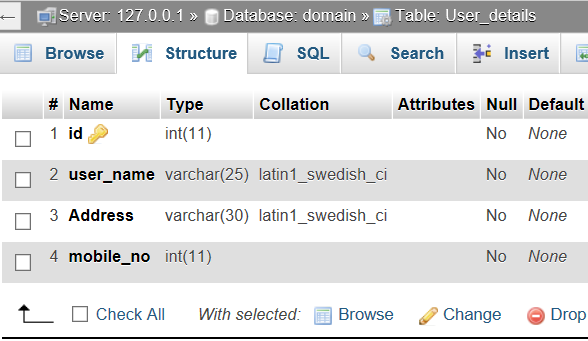 Server: 127.0.0.1 » Database: domain » Table: User_details
Browse Structure SQL Search Insert
# Name Type Collation Attributes Null Default
1 id int(11) No None
2 user_name varchar(25) latin1_swedish_ci No None
3 Address varchar(30) latin1_swedish_ci No None
4 mobile_no int(11) No None
Check All With selected: Browse Change Drop